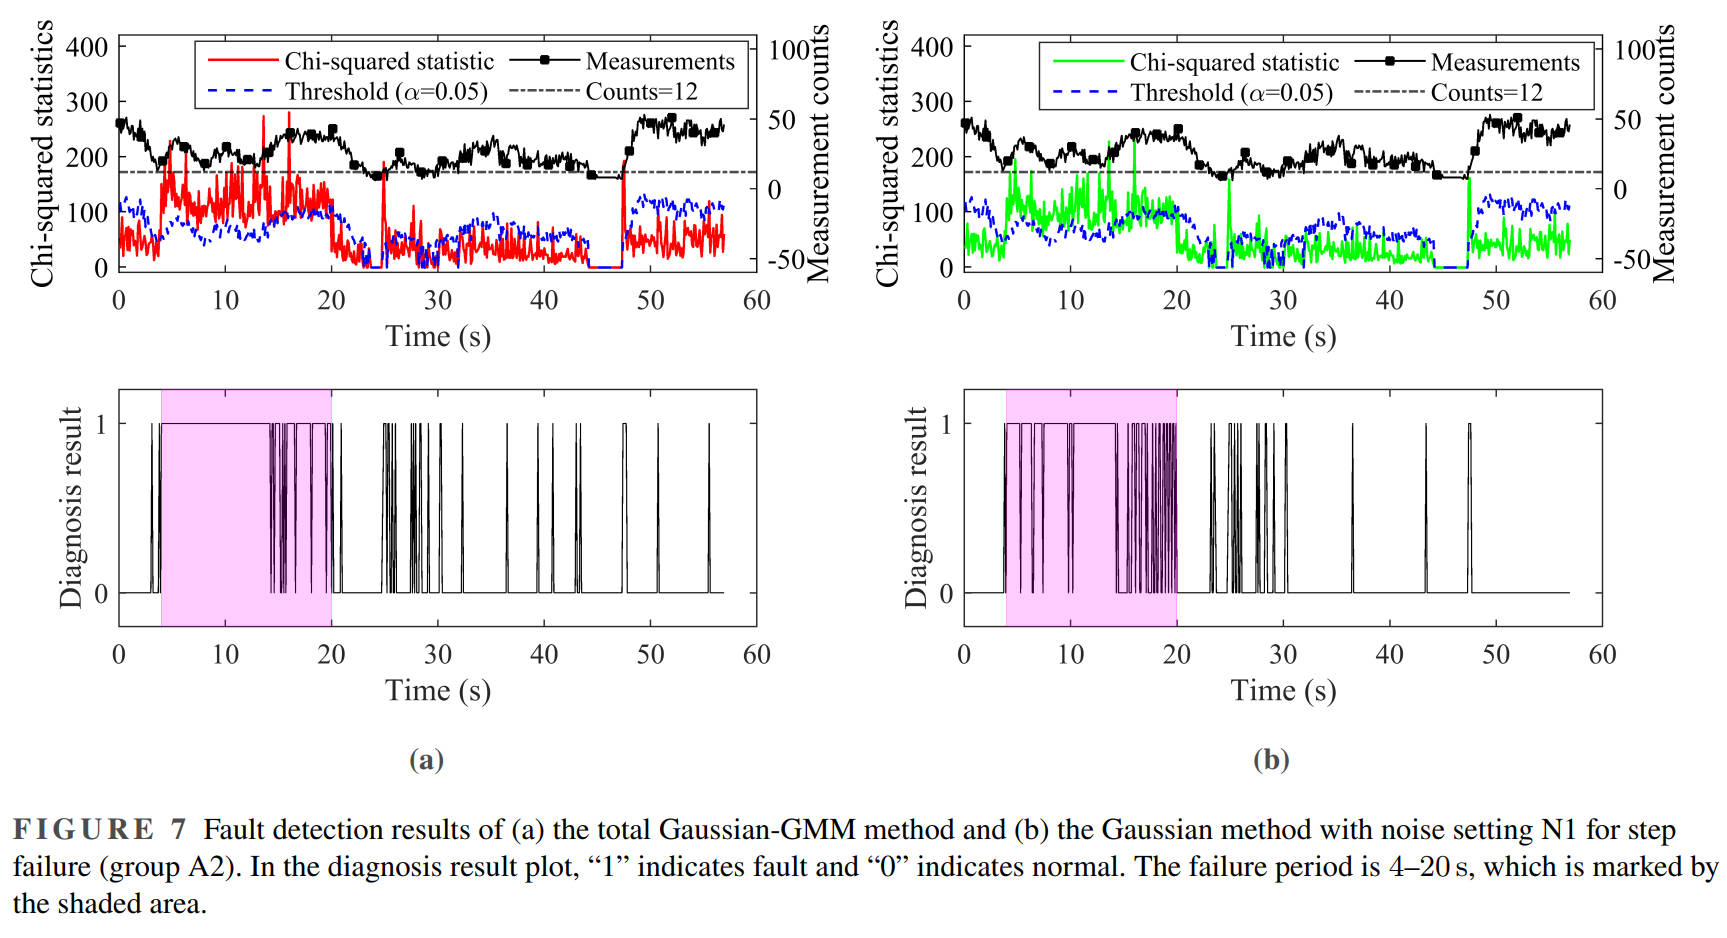 Chi-squared statistics
400
300
200
100
0
Chi-squared statistic
Measurements
Threshold (α=0.05)
Counts=12
100
50
0
−50
Measurement counts
0 10 20 30 40 50 60
Time (s)
Chi-squared statistics
400
300
200
100
0
Chi-squared statistic
Measurements
Threshold (α=0.05)
Counts=12
100
50
0
−50
Measurement counts
0 10 20 30 40 50 60
Time (s)
Diagnosis result
1
0
0 10 20 30 40 50 60
Time (s)
Diagnosis result
1
0
0 10 20 30 40 50 60
Time (s)
(a)
(b)
FIGURE 7 Fault detection results of (a) the total Gaussian-GMM method and (b) the Gaussian method with noise setting N1 for step
failure (group A2). In the diagnosis result plot, “1” indicates fault and “0” indicates normal. The failure period is 4–20 s, which is marked by
the shaded area.